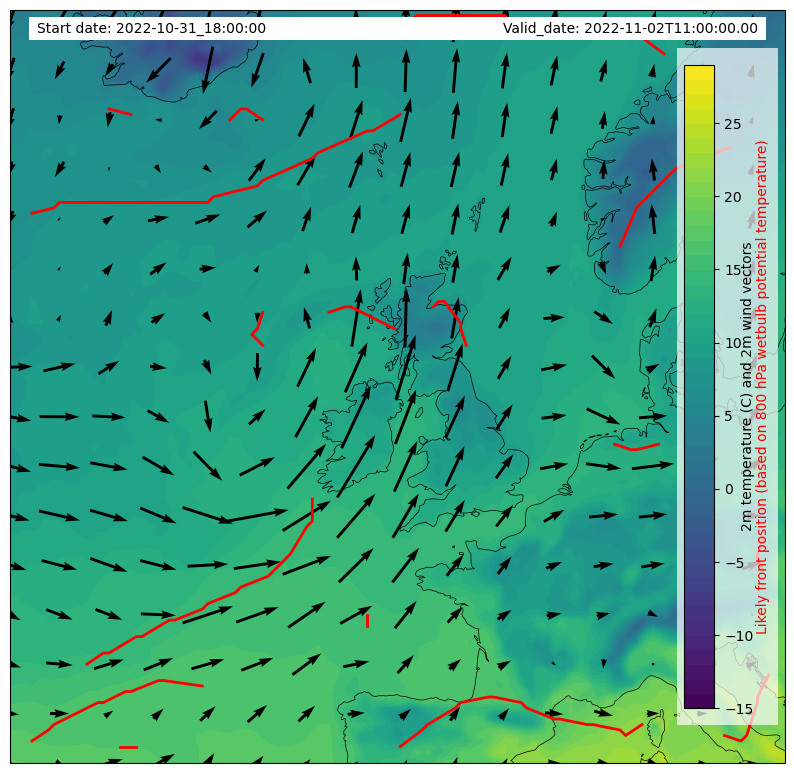 Start date: 2022-10-31_18:00:00
Valid_date: 2022-11-02T11:00:00.00
25
20
15
10
5
0
−5
−10
−15
2m temperature (C) and 2m wind vectors
Likely front position (based on 800 hPa wetbulb potential temperature)